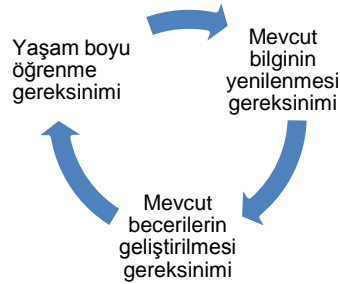 Yaşam boyu
öğrenme
gereksinimi
Mevcut
bilginin
yenilenmesi
gereksinimi
Mevcut
becerilerin
geliştirilmesi
gereksinimi